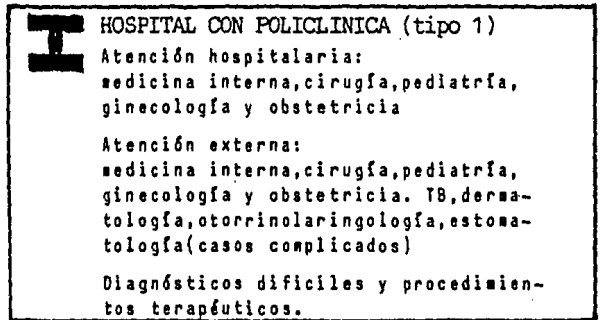 HOSPITAL CON POLICLINICA (tipo 1)
Atención hospitalaria:
medicina interna,cirugía,pediatría,
ginecología y obstetricia
Atención externa:
medicina interna,cirugía,pediatría,
ginecología y obstetricia. TB,derma-
tología,otorrinolaringología,estoma-
tología(casos complicados)
Diagnósticos difíciles y procedimien-
tos terapéuticos.